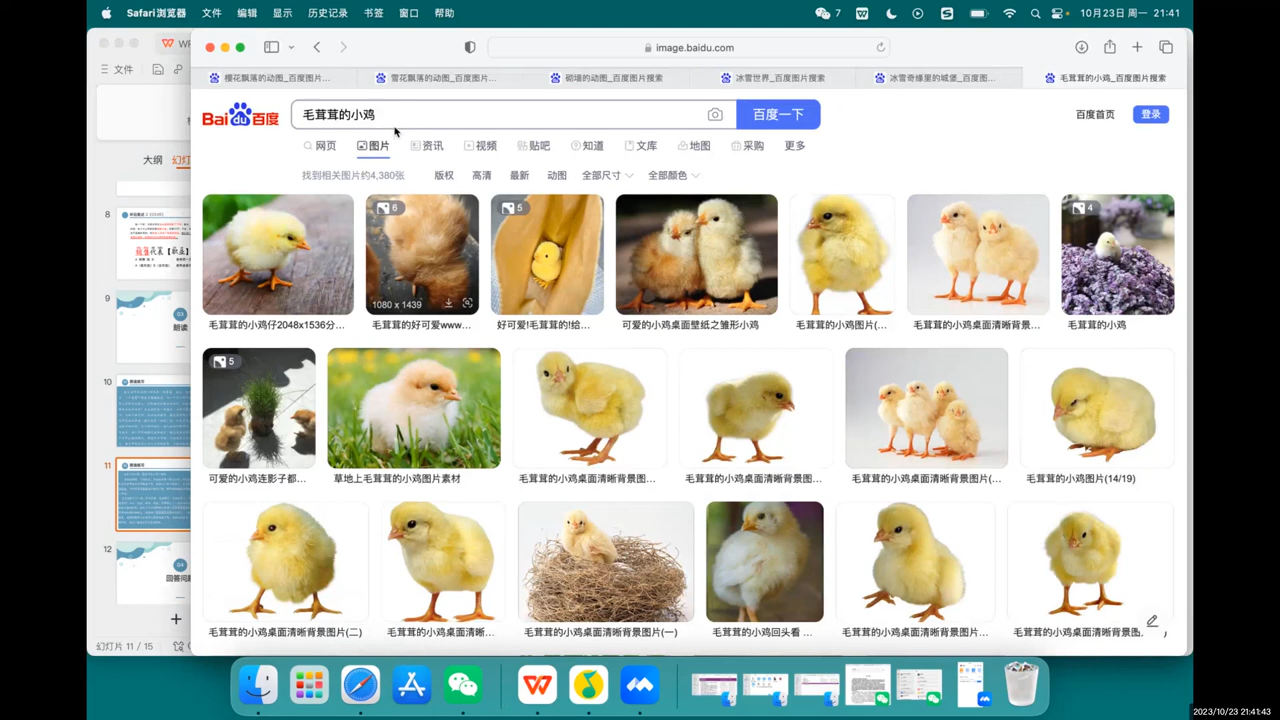 Safari浏览器 文件 编辑 显示 历史记录 书签 窗口 帮助
7
10月23日 周一 21:41
image.baidu.com
文件
樱花飘落的动图_百度图片...
雪花飘落的动图_百度图片...
砌墙的动图_百度图片搜索
冰雪世界_百度图片搜索
冰雪奇缘里的城堡_百度图...
毛茸茸的小鸡_百度图片搜索
Bai du 百度
毛茸茸的小鸡
百度一下
百度首页
登录
网页 图片 资讯 视频 贴吧 知道 文库 地图 采购 更多
找到相关图片约4,380张 版权 高清 最新 动图 全部尺寸 全部颜色
大纲
6
5
4
1080 x 1439
毛茸茸的小鸡仔2048x1536分...
毛茸茸的好可爱www...
好可爱!毛茸茸的!给...
可爱的小鸡桌面壁纸之雏形小鸡
毛茸茸的小鸡图片(...
毛茸茸的小鸡桌面清晰背景...
毛茸茸的小鸡
5
可爱的小鸡连影子都...
草地上毛茸茸的小鸡图片素材
毛茸茸的小鸡桌面清晰背景图...
毛茸茸的小鸡桌面清晰背景图...
毛茸茸的小鸡桌面清晰背景图片(...
毛茸茸的小鸡图片(14/19)
毛茸茸的小鸡桌面清晰背景图片(二)
毛茸茸的小鸡桌面清晰...
毛茸茸的小鸡桌面清晰背景图片(一)
毛茸茸的小鸡回头看 ...
毛茸茸的小鸡桌面清晰背景图片...
毛茸茸的小鸡桌面清晰背景图...
8
9
03
朗读
10
11
12
04
回答问
幻灯片 11 / 15
2023/10/23 21:41:43